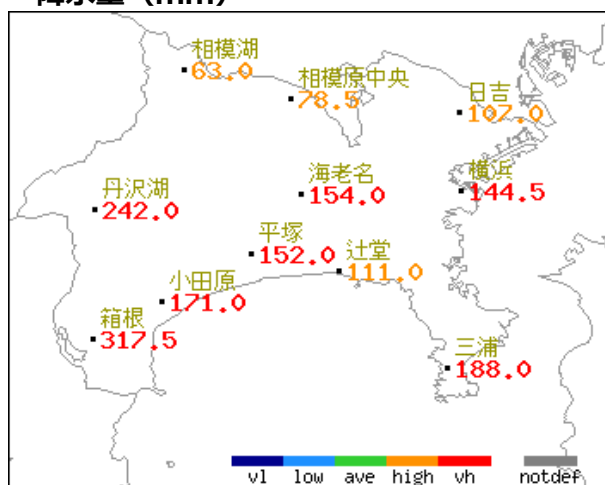 降水量（mm）
相模湖
63.0
相模原中央
78.5
日吉
107.0
海老名
154.0
横浜
144.5
丹沢湖
242.0
平塚
152.0
辻堂
111.0
小田原
171.0
箱根
317.5
三浦
188.0
vl low ave high vh notdef